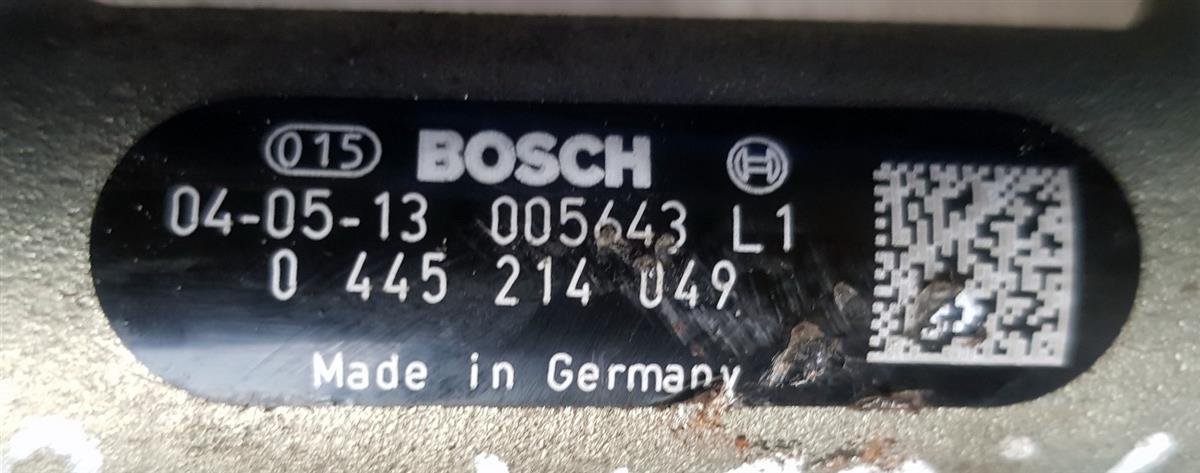 015 BOSCH
04-05-13 005643 L1
0 445 214 049
Made in Germany